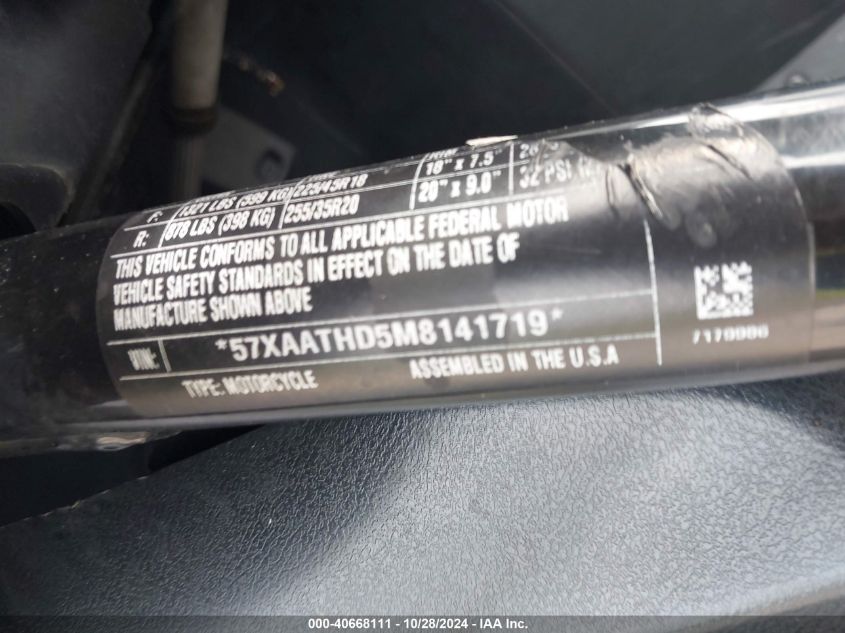 18" x 7.5"
F: 1321 LBS (599 KG) 225/45R18
20" x 9.0" 32 PSI
R: 878 LBS (398 KG) 255/35R20
THIS VEHICLE CONFORMS TO ALL APPLICABLE FEDERAL MOTOR
VEHICLE SAFETY STANDARDS IN EFFECT ON THE DATE OF
MANUFACTURE SHOWN ABOVE
VIN: *57XAATHD5M8141719*
TYPE: MOTORCYCLE ASSEMBLED IN THE U.S.A
7170000
000-40668111 - 10/28/2024 - IAA Inc.